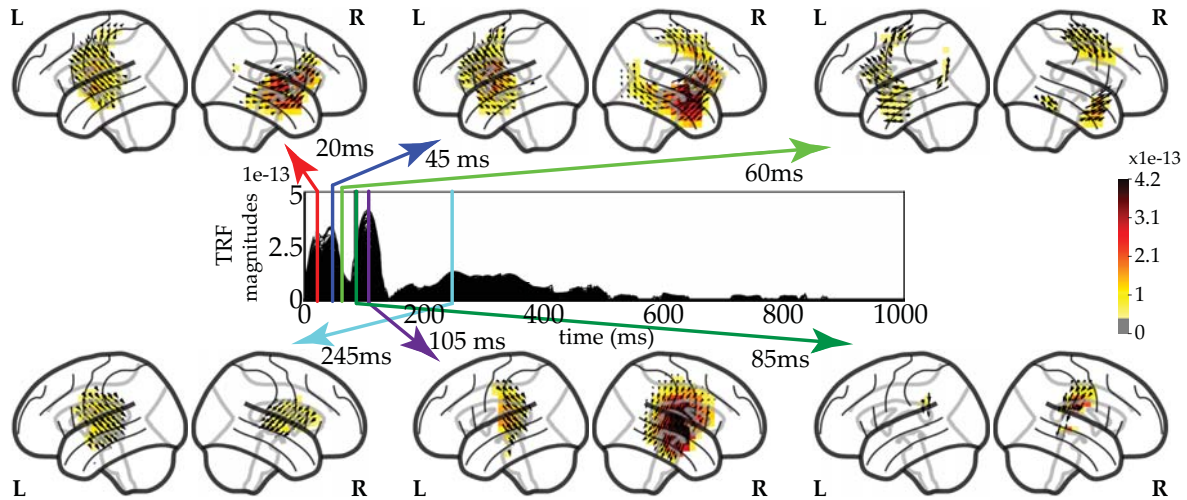 L R L R L R
20ms
45 ms
60ms
1e-13
x1e-13
5
2.5
0
TRF
magnitudes
4.2
3.1
2.1
1
0
0 200 400 600 800 1000
time (ms)
245ms
105 ms
85ms
L R L R L R